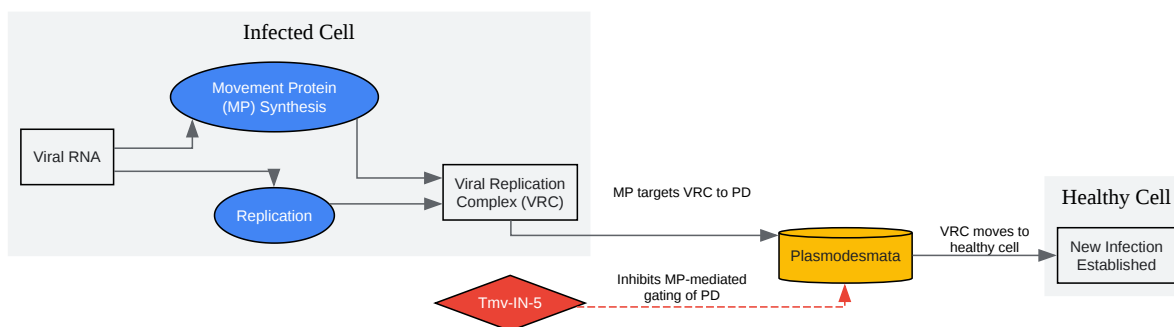 Infected Cell
Movement Protein
(MP) Synthesis
Viral RNA
Replication
Viral Replication
Complex (VRC)
MP targets VRC to PD
Plasmodesmata
VRC moves to
healthy cell
Healthy Cell
New Infection
Established
Tmv-IN-5
Inhibits MP-mediated
gating of PD